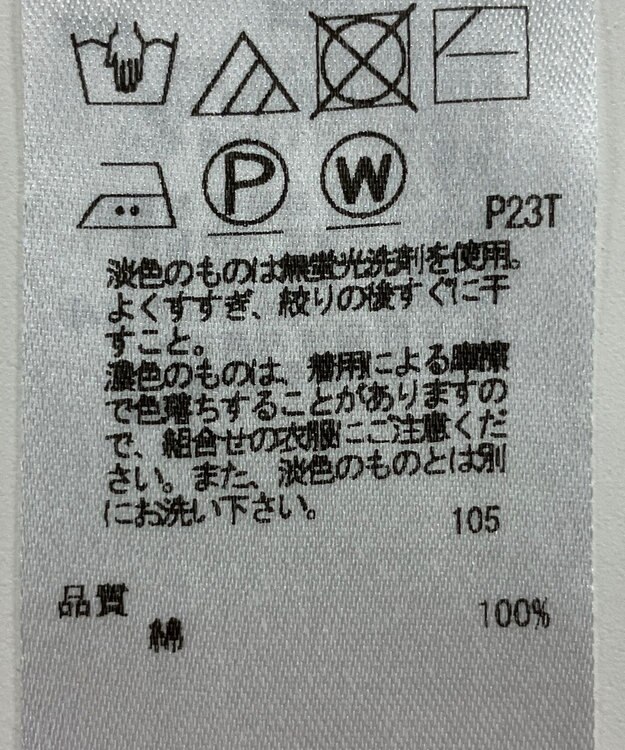 P
W
P23T
淡色のものは無蛍光洗剤を使用。
よくすすぎ、絞りの後すぐに干
すこと。
濃色のものは、着用による摩擦
で色落ちすることがありますの
で、組合せの衣服にご注意くだ
さい。また、淡色のものとは別
にお洗い下さい。
105
品質
綿 100%